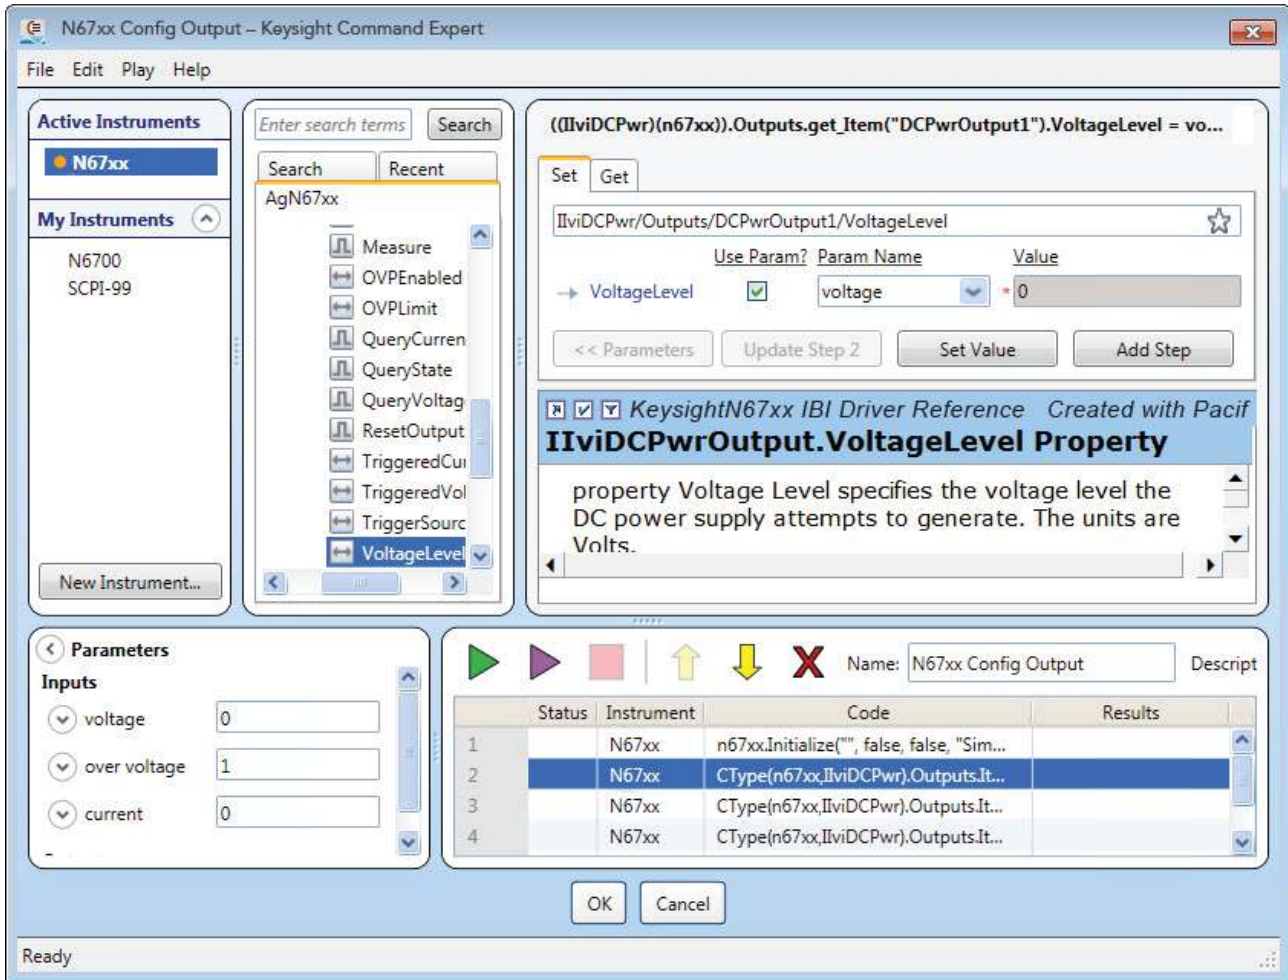 N67xx Config Output – Keysight Command Expert
File Edit Play Help
Active Instruments
N67xx
My Instruments
N6700
SCPI-99
New Instrument...
Enter search terms Search
Search Recent
AgN67xx
Measure
OVPEnabled
OVPLimit
QueryCurren
QueryState
QueryVoltag
ResetOutput
TriggeredCur
TriggeredVol
TriggerSourc
VoltageLevel
((IIviDCPwr)(n67xx)).Outputs.get_Item("DCPwrOutput1").VoltageLevel = vo...
Set Get
IIviDCPwr/Outputs/DCPwrOutput1/VoltageLevel
Use Param? Param Name Value
VoltageLevel voltage * 0
<< Parameters Update Step 2 Set Value Add Step
KeysightN67xx IBI Driver Reference Created with Pacif
IIviDCPwrOutput.VoltageLevel Property
property Voltage Level specifies the voltage level the
DC power supply attempts to generate. The units are
Volts.
Parameters
Inputs
voltage 0
over voltage 1
current 0
Name: N67xx Config Output Descript
Status Instrument Code Results
1 N67xx n67xx.Initialize("", false, false, "Sim...
2 N67xx CType(n67xx,IIviDCPwr).Outputs.It...
3 N67xx CType(n67xx,IIviDCPwr).Outputs.It...
4 N67xx CType(n67xx,IIviDCPwr).Outputs.It...
OK Cancel
Ready